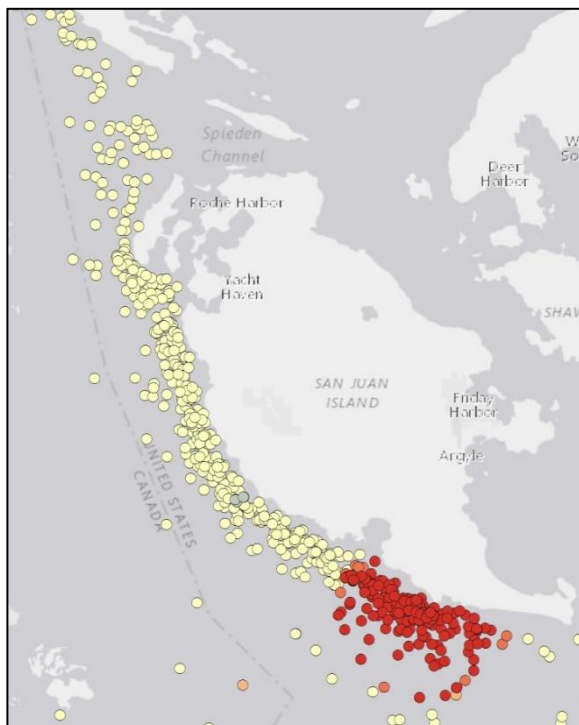 Spieden
Channel
Deer
Harbor
Roche Harbor
Yacht
Haven
SAN JUAN
ISLAND
Friday
Harbor
Argyle
UNITED STATES
CANADA